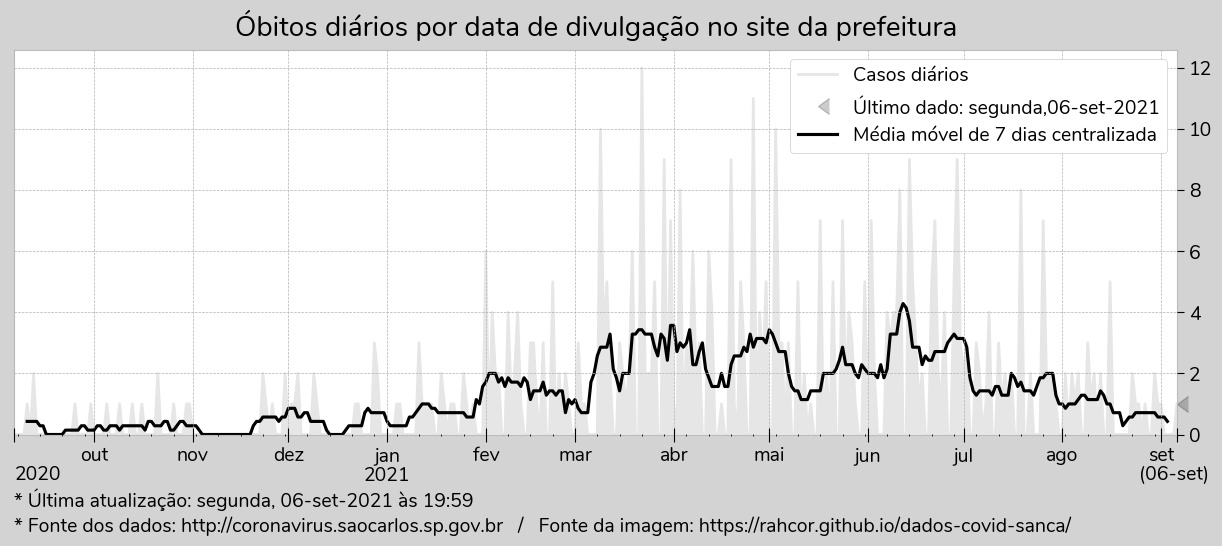 Óbitos diários por data de divulgação no site da prefeitura
Casos diários
Último dado: segunda,06-set-2021
Média móvel de 7 dias centralizada
12
10
8
6
4
2
0
out nov dez jan fev mar abr mai jun jul ago set
2020 2021 (06-set)
* Última atualização: segunda, 06-set-2021 às 19:59
* Fonte dos dados: http://coronavirus.saocarlos.sp.gov.br / Fonte da imagem: https://rahcor.github.io/dados-covid-sanca/